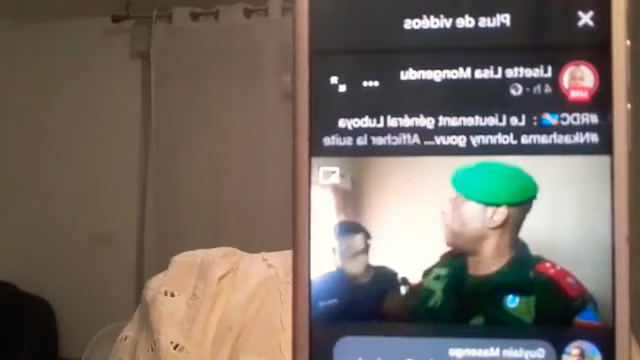 Plus de vidéos
Lisette Lisa Mongendu
LIVE
4 h
#RDC : Le Lieutenant général Luboya
#Nkashama Johnny gouv... Afficher la suite
Guylain Masengo